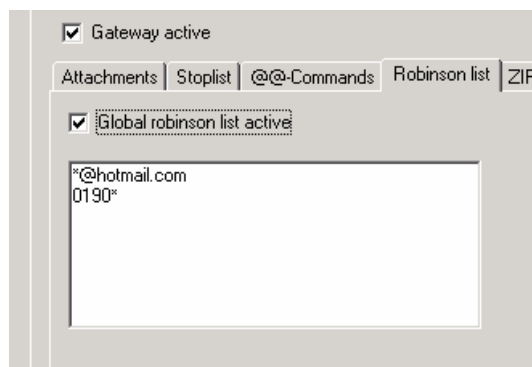 Gateway active
Attachments Stoplist @@-Commands Robinson list ZIP
Global robinson list active
*@hotmail.com
0190*